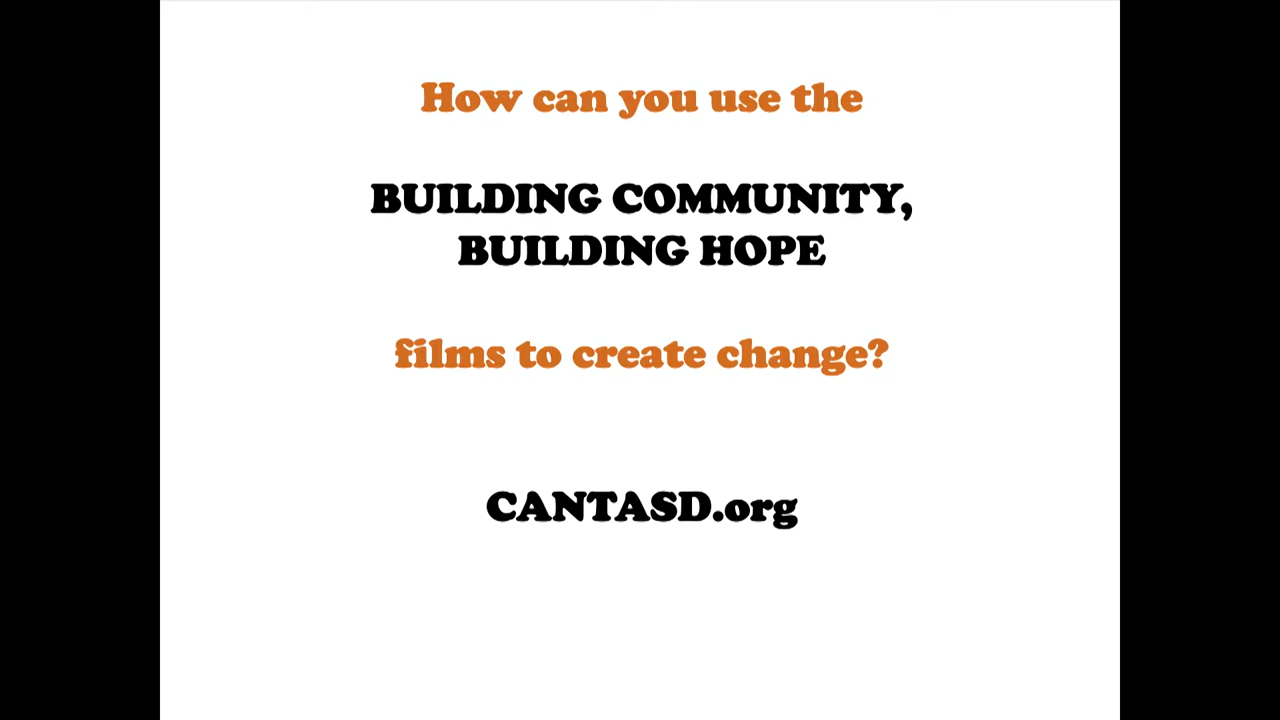 How can you use the
BUILDING COMMUNITY,
BUILDING HOPE
films to create change?
CANTASD.org